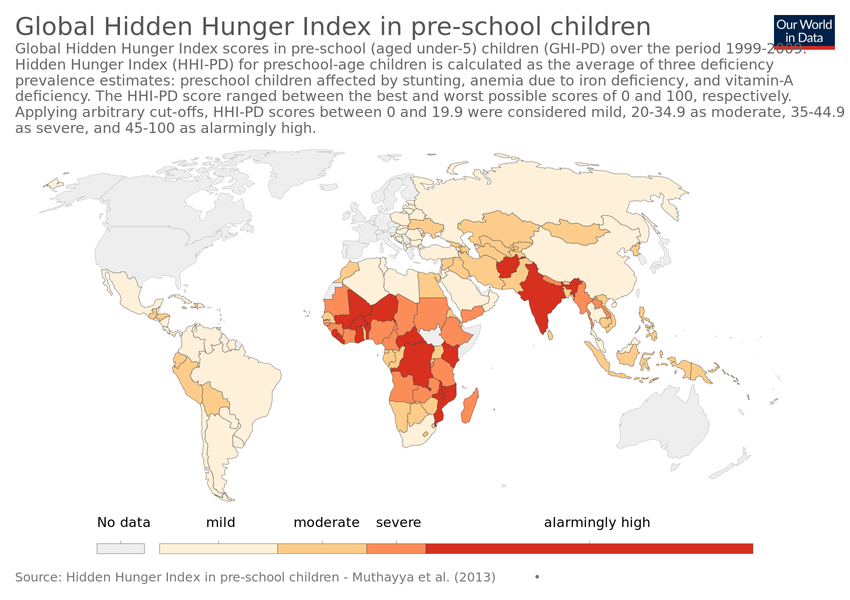 Global Hidden Hunger Index in pre-school children
Our World
in Data
Global Hidden Hunger Index scores in pre-school (aged under-5) children (GHI-PD) over the period 1999-2009.
Hidden Hunger Index (HHI-PD) for preschool-age children is calculated as the average of three deficiency
prevalence estimates: preschool children affected by stunting, anemia due to iron deficiency, and vitamin-A
deficiency. The HHI-PD score ranged between the best and worst possible scores of 0 and 100, respectively.
Applying arbitrary cut-offs, HHI-PD scores between 0 and 19.9 were considered mild, 20-34.9 as moderate, 35-44.9
as severe, and 45-100 as alarmingly high.
No data mild moderate severe alarmingly high
Source: Hidden Hunger Index in pre-school children - Muthayya et al. (2013) •